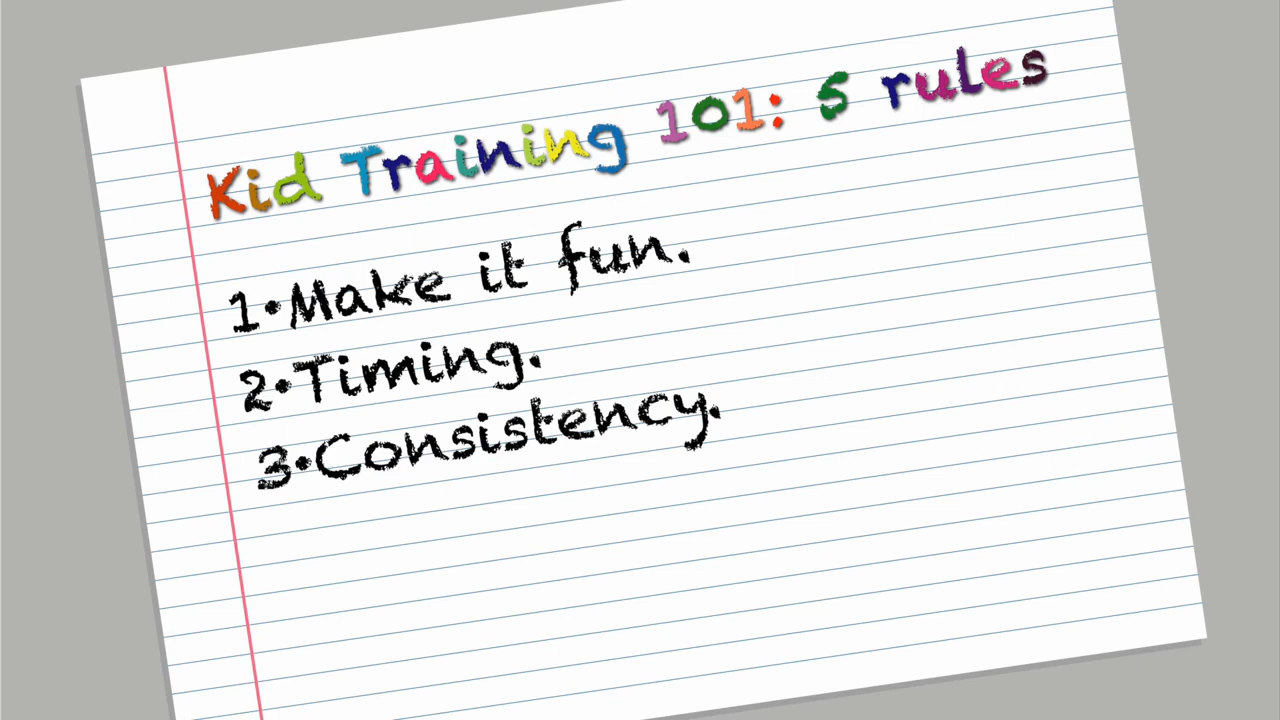 Kid Training 101: 5 rules
1•Make it fun.
2•Timing.
3•Consistency.